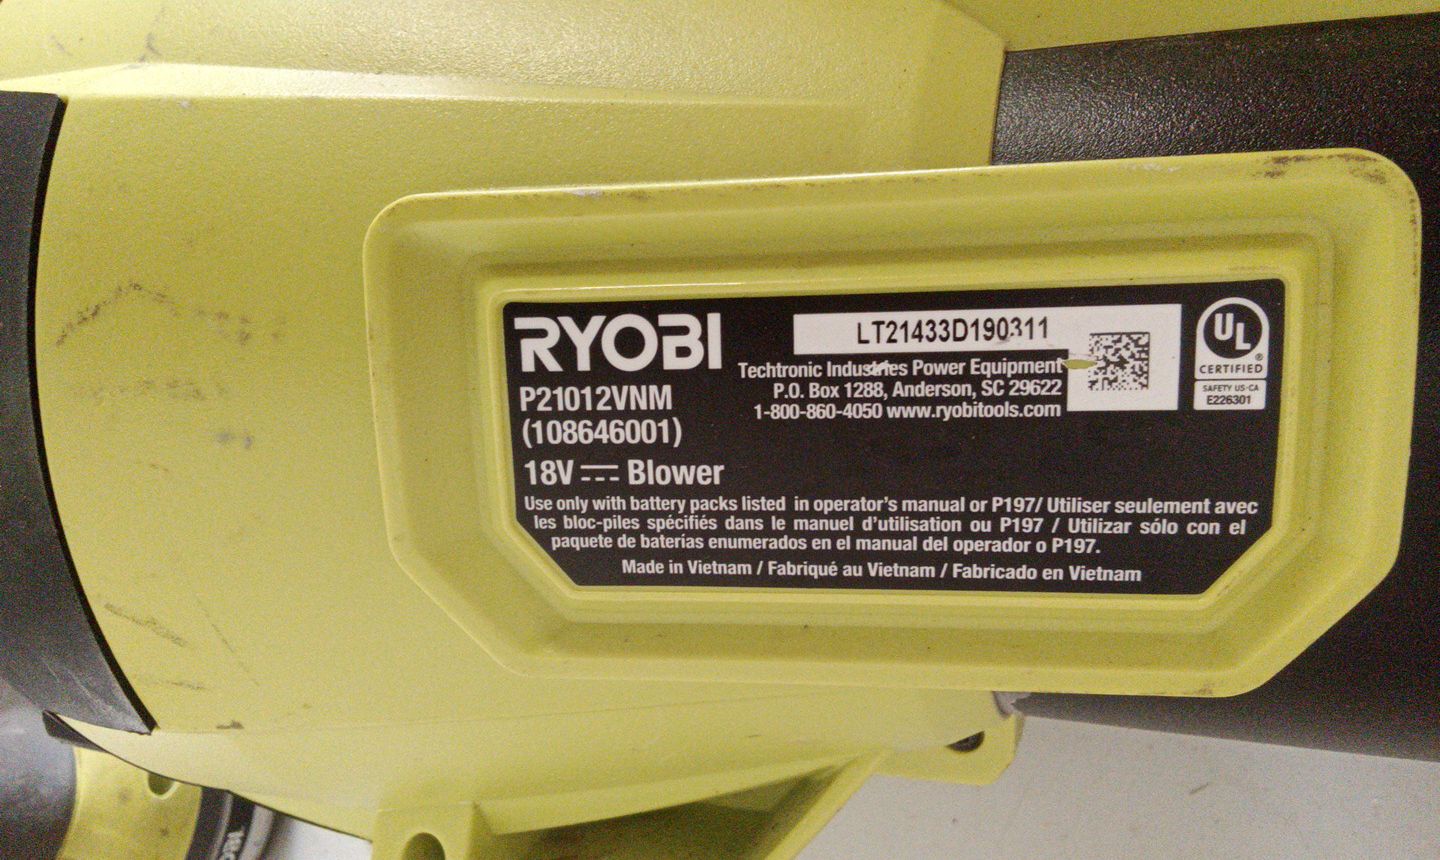 RYOBI
P21012VNM
(108646001)
18V ⎓ Blower
LT21433D190311
Techtronic Industries Power Equipment
P.O. Box 1288, Anderson, SC 29622
1-800-860-4050 www.ryobitools.com
UL
®
CERTIFIED
SAFETY US-CA
E226301
Use only with battery packs listed in operator's manual or P197/ Utiliser seulement avec
les bloc-piles spécifiés dans le manuel d'utilisation ou P197 / Utilizar sólo con el
paquete de baterías enumerados en el manual del operador o P197.
Made in Vietnam / Fabriqué au Vietnam / Fabricado en Vietnam